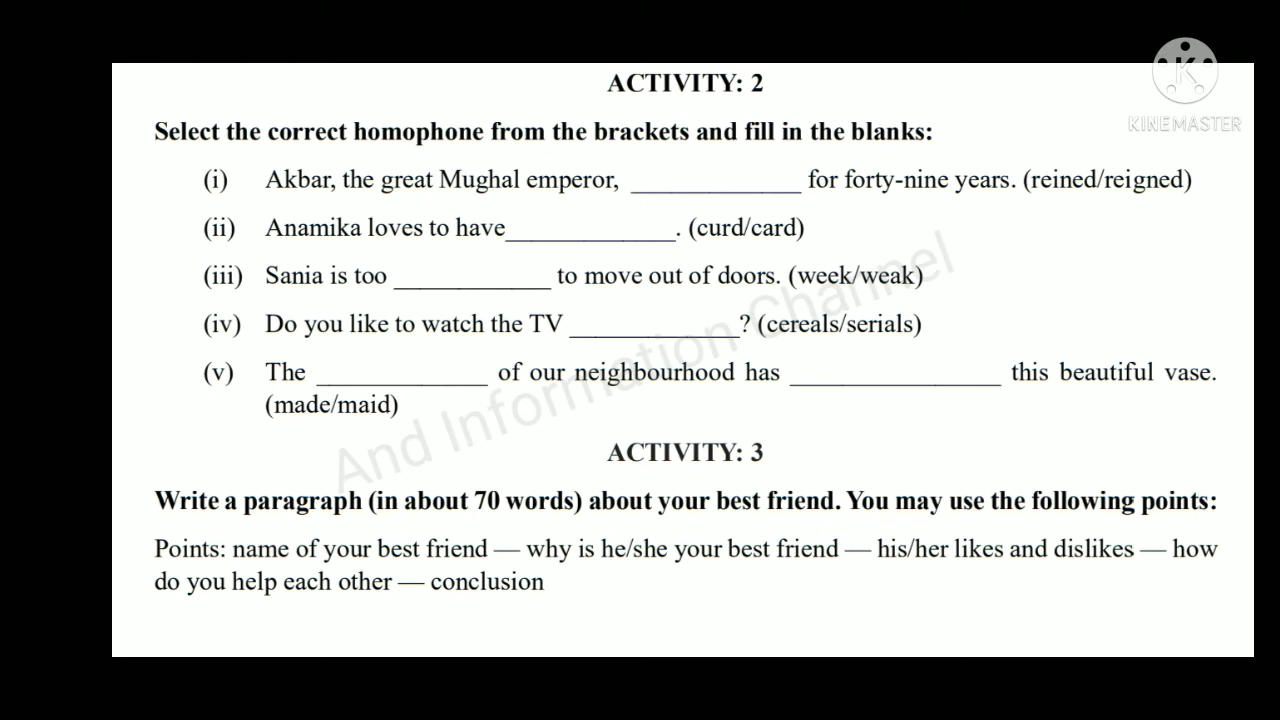 KINEMASTER
ACTIVITY: 2
Select the correct homophone from the brackets and fill in the blanks:
(i) Akbar, the great Mughal emperor, _____________ for forty-nine years. (reined/reigned)
(ii) Anamika loves to have_____________. (curd/card)
(iii) Sania is too ____________ to move out of doors. (week/weak)
(iv) Do you like to watch the TV _____________? (cereals/serials)
(v) The _____________ of our neighbourhood has ________________ this beautiful vase.
(made/maid)
And Information Channel
ACTIVITY: 3
Write a paragraph (in about 70 words) about your best friend. You may use the following points:
Points: name of your best friend — why is he/she your best friend — his/her likes and dislikes — how
do you help each other — conclusion